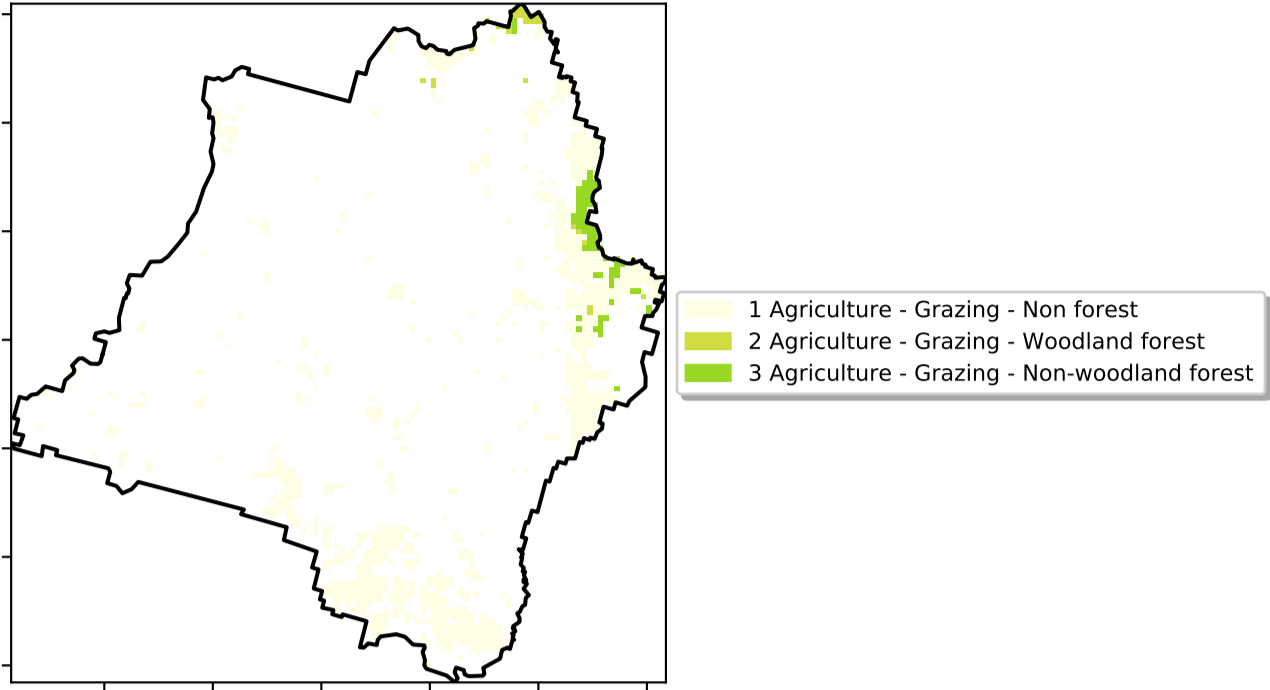 1 Agriculture - Grazing - Non forest
2 Agriculture - Grazing - Woodland forest
3 Agriculture - Grazing - Non-woodland forest